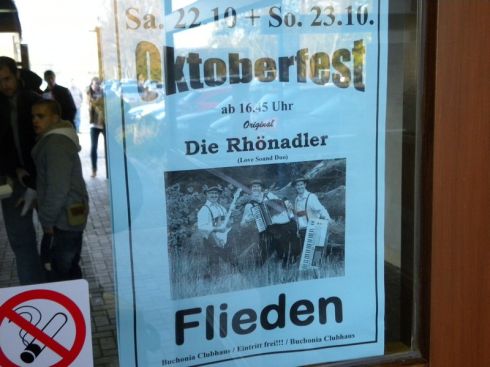 Sa. 22.10 + So. 23.10.
Oktoberfest
ab 16.45 Uhr
Original
Die Rhönadler
(Love Sound Duo)
Flieden
Buchonia Clubhaus / Eintritt frei!!! / Buchonia Clubhaus